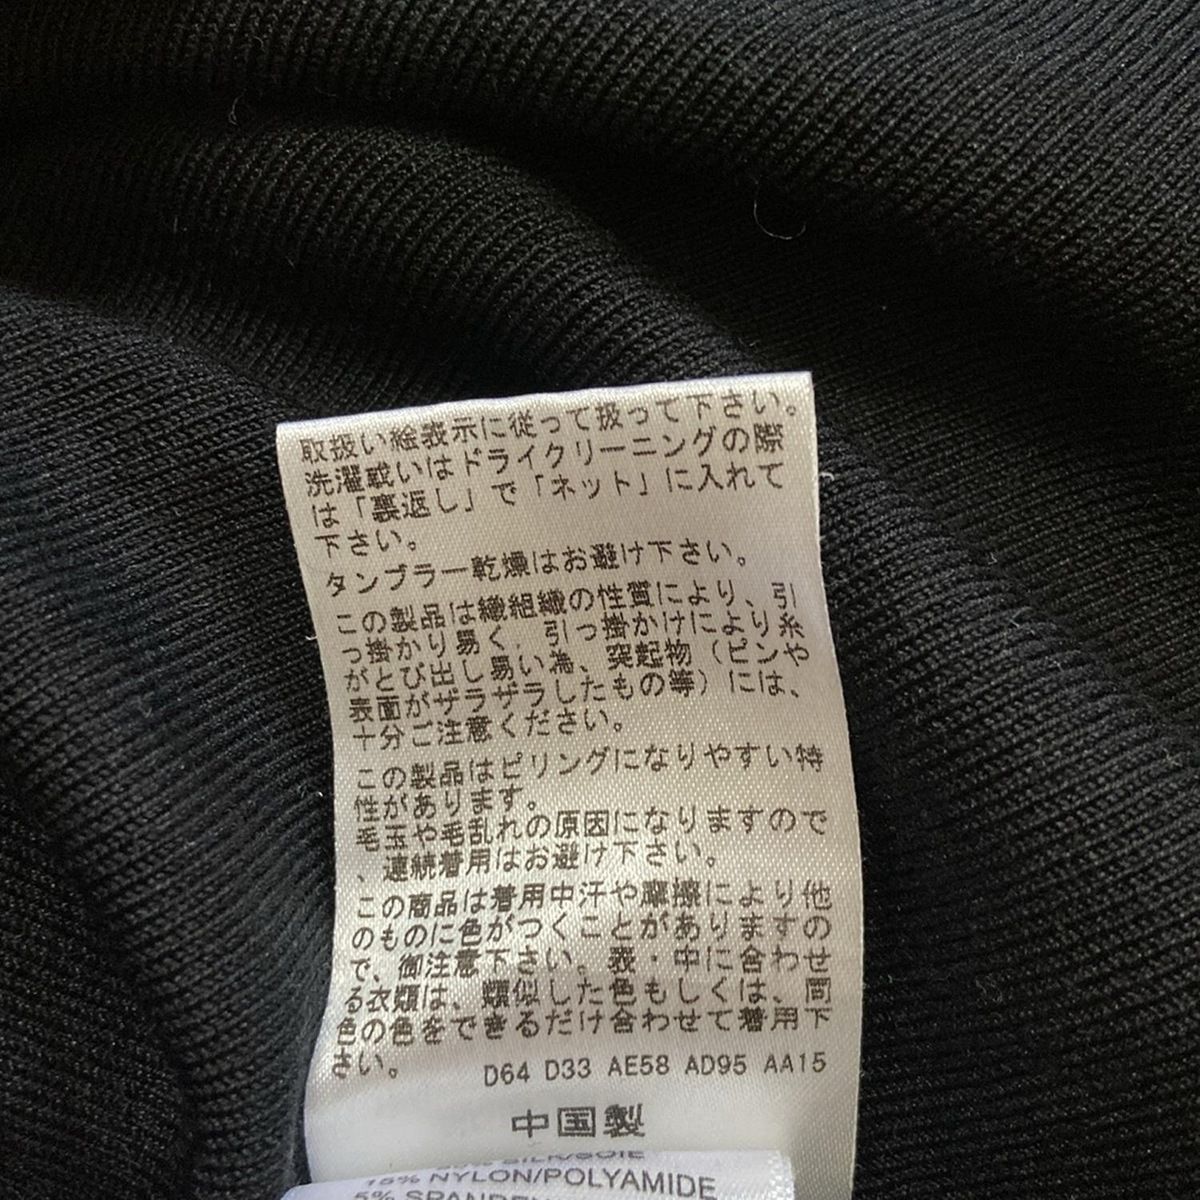 取扱い絵表示に従って扱って下さい。
洗濯戦いはドライクリーニングの際
は「裏返し」で「ネット」に入れて
下さい。
タンブラー乾燥はお避け下さい。
この製品は繊組織の性質により、引
っ掛かり易く、引っ掛かけにより糸
がとび出し易い為、突起物（ピンや
表面がザラザラしたもの等）には、
十分ご注意ください。
この製品はピリングになりやすい特
性があります。
毛玉や毛乱れの原因になりますので
、連続着用はお避け下さい。
この商品は着用中汗や摩擦により他
のものに色がつくことがありますの
で、御注意下さい。表・中に合わせ
る衣類は、類似した色もしくは、同
色の色をできるだけ合わせて着用下
さい。
D64 D33 AE58 AD95 AA15
中国製
SILK/SOIE
15% NYLON/POLYAMIDE
5%